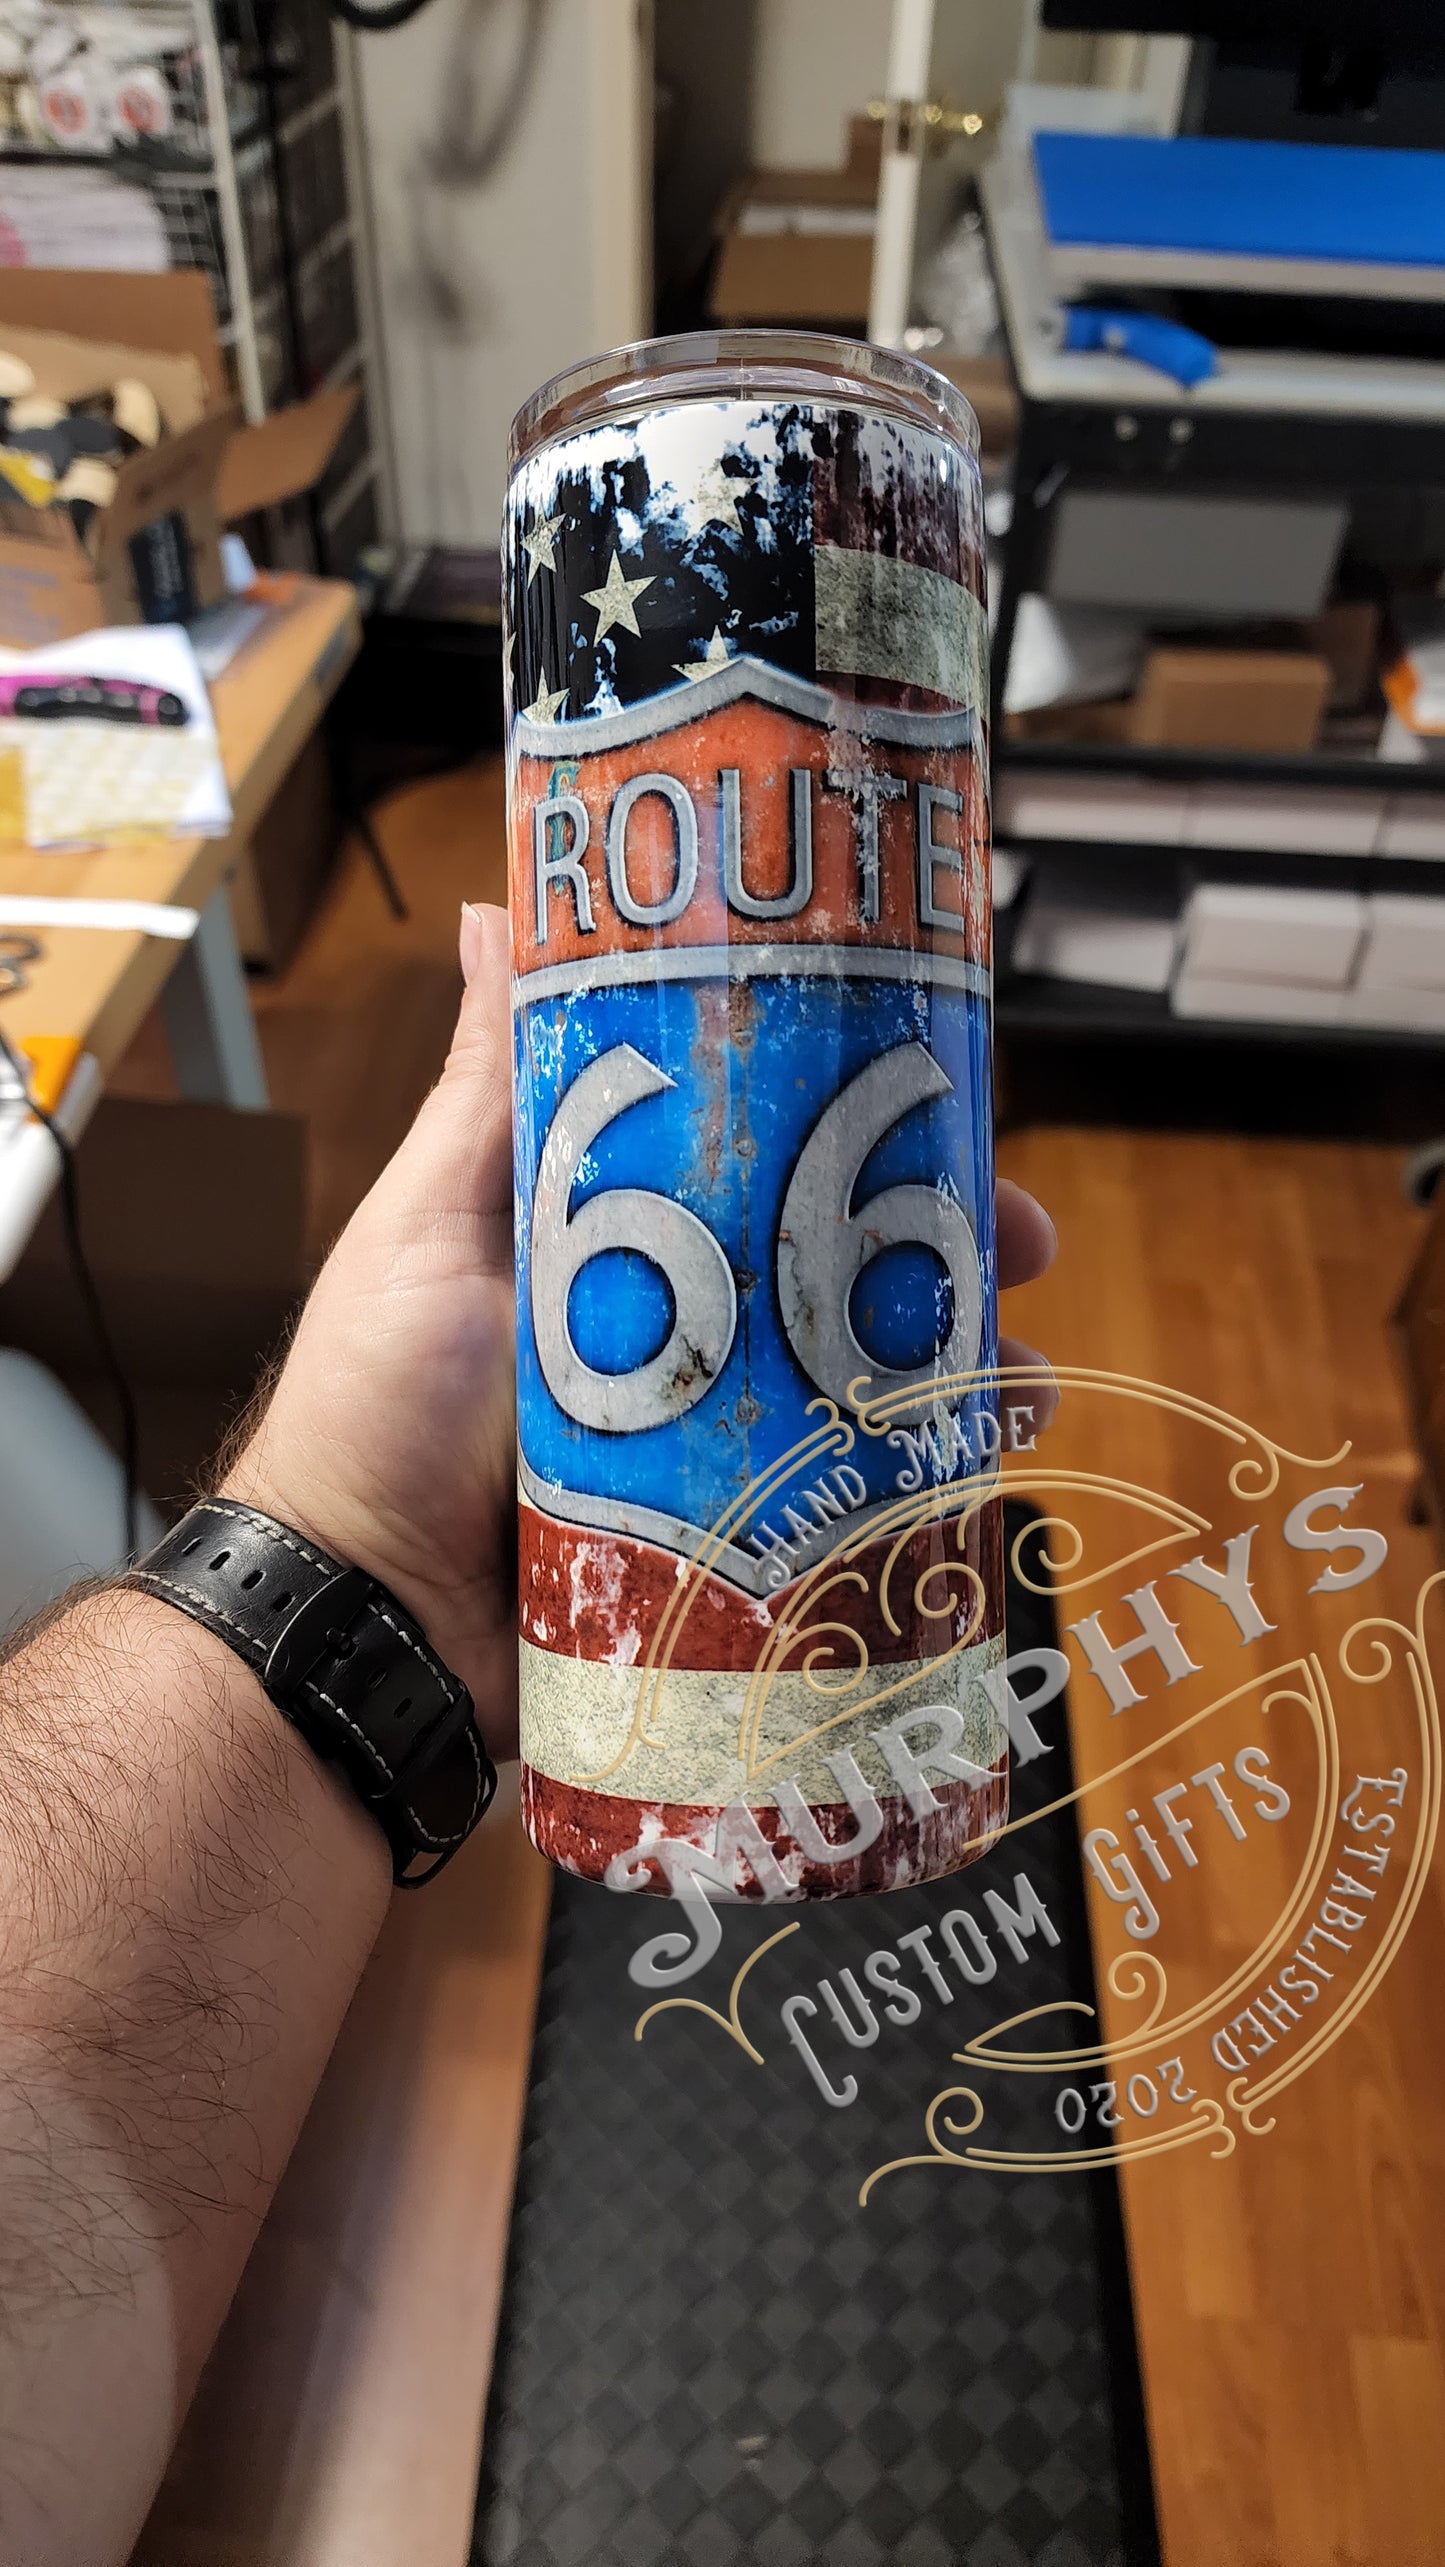 ROUTE
66
HAND MADE
MURPHYS
CUSTOM GIFTS
ESTABLISHED 2020